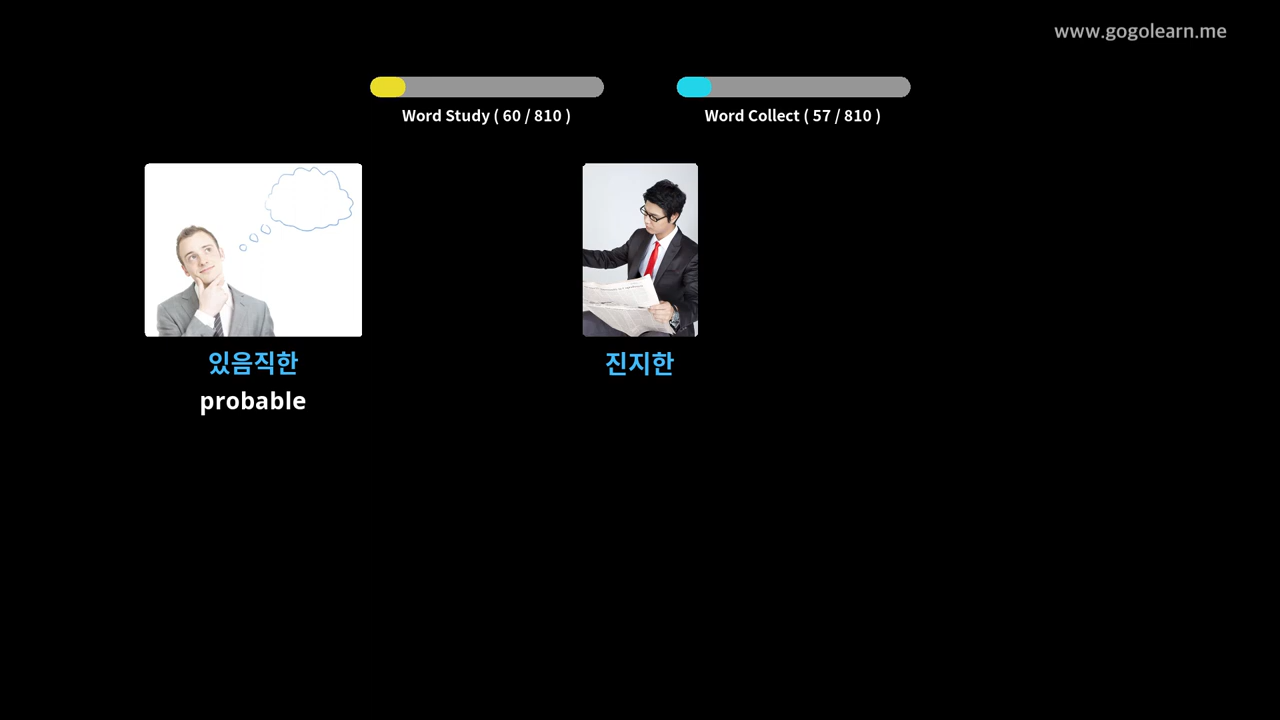 www.gogolearn.me
Word Study ( 60 / 810 )
Word Collect ( 57 / 810 )
있음직한
probable
진지한